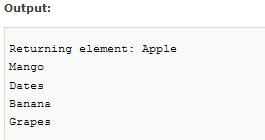 Output:
Returning element: Apple
Mango
Dates
Banana
Grapes